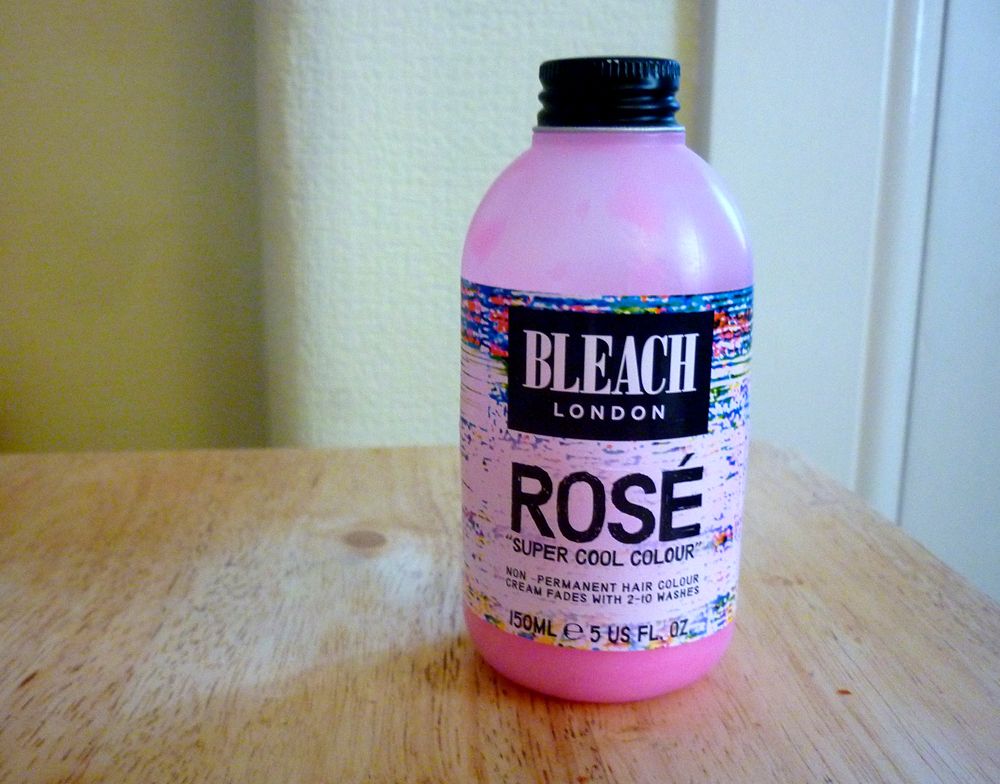 BLEACH
LONDON
ROSÉ
"SUPER COOL COLOUR"
NON-PERMANENT HAIR COLOUR
CREAM FADES WITH 2-10 WASHES
150ML ℮ 5 US FL. OZ